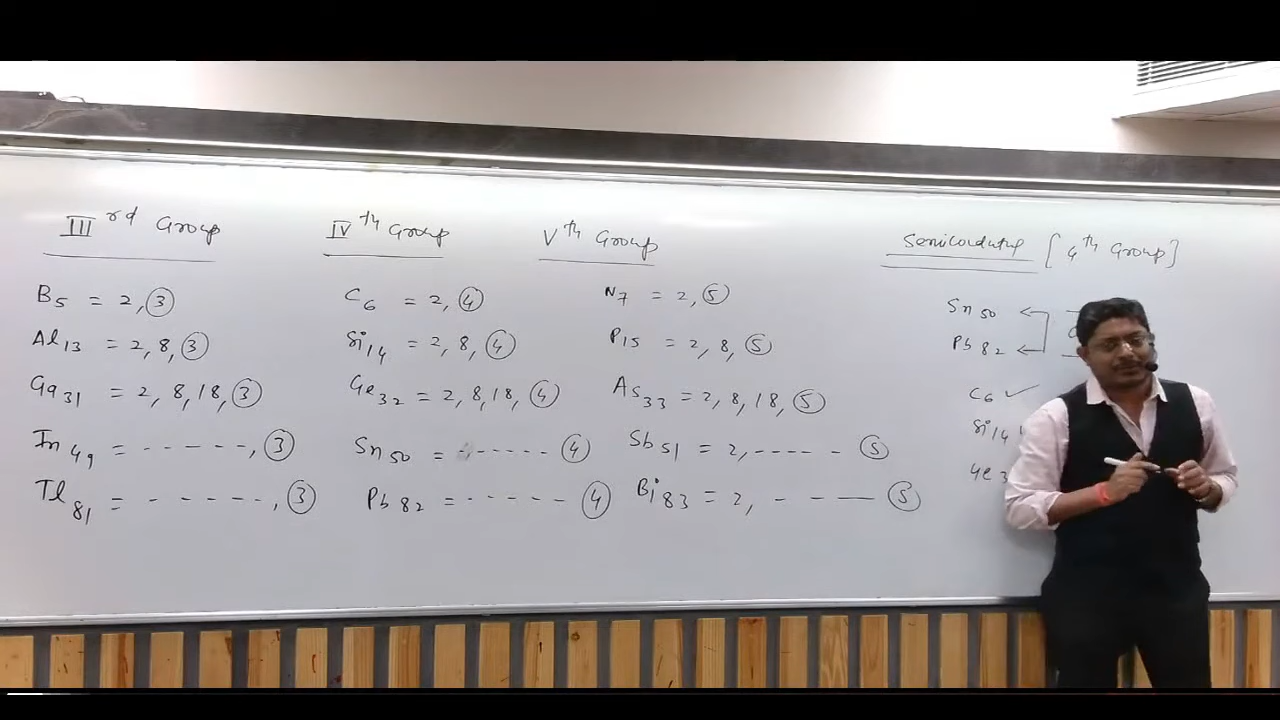 IIIrd Group
B5 = 2, 3
Al13 = 2, 8, 3
Ga31 = 2, 8, 18, 3
In49 = - - - - - -, 3
Tl81 = - - - - - -, 3
IVth Group
C6 = 2, 4
Si14 = 2, 8, 4
Ge32 = 2, 8, 18, 4
Sn50 = - - - - - 4
Pb82 = - - - - - - 4
Vth Group
N7 = 2, 5
P15 = 2, 8, 5
As33 = 2, 8, 18, 5
Sb51 = 2, - - - - - 5
Bi83 = 2, - - — 5
[4th Group]
Sn50 ←
Pb82 ←
C6 ✓
Si14
Ge 3